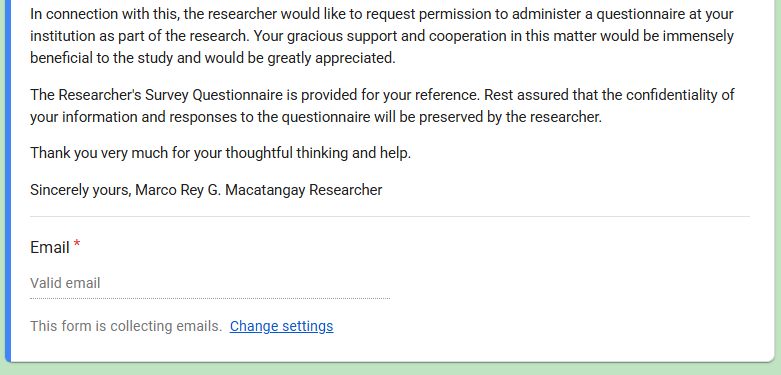 In connection with this, the researcher would like to request permission to administer a questionnaire at your
institution as part of the research. Your gracious support and cooperation in this matter would be immensely
beneficial to the study and would be greatly appreciated.
The Researcher's Survey Questionnaire is provided for your reference. Rest assured that the confidentiality of
your information and responses to the questionnaire will be preserved by the researcher.
Thank you very much for your thoughtful thinking and help.
Sincerely yours, Marco Rey G. Macatangay Researcher
Email *
Valid email
This form is collecting emails. Change settings